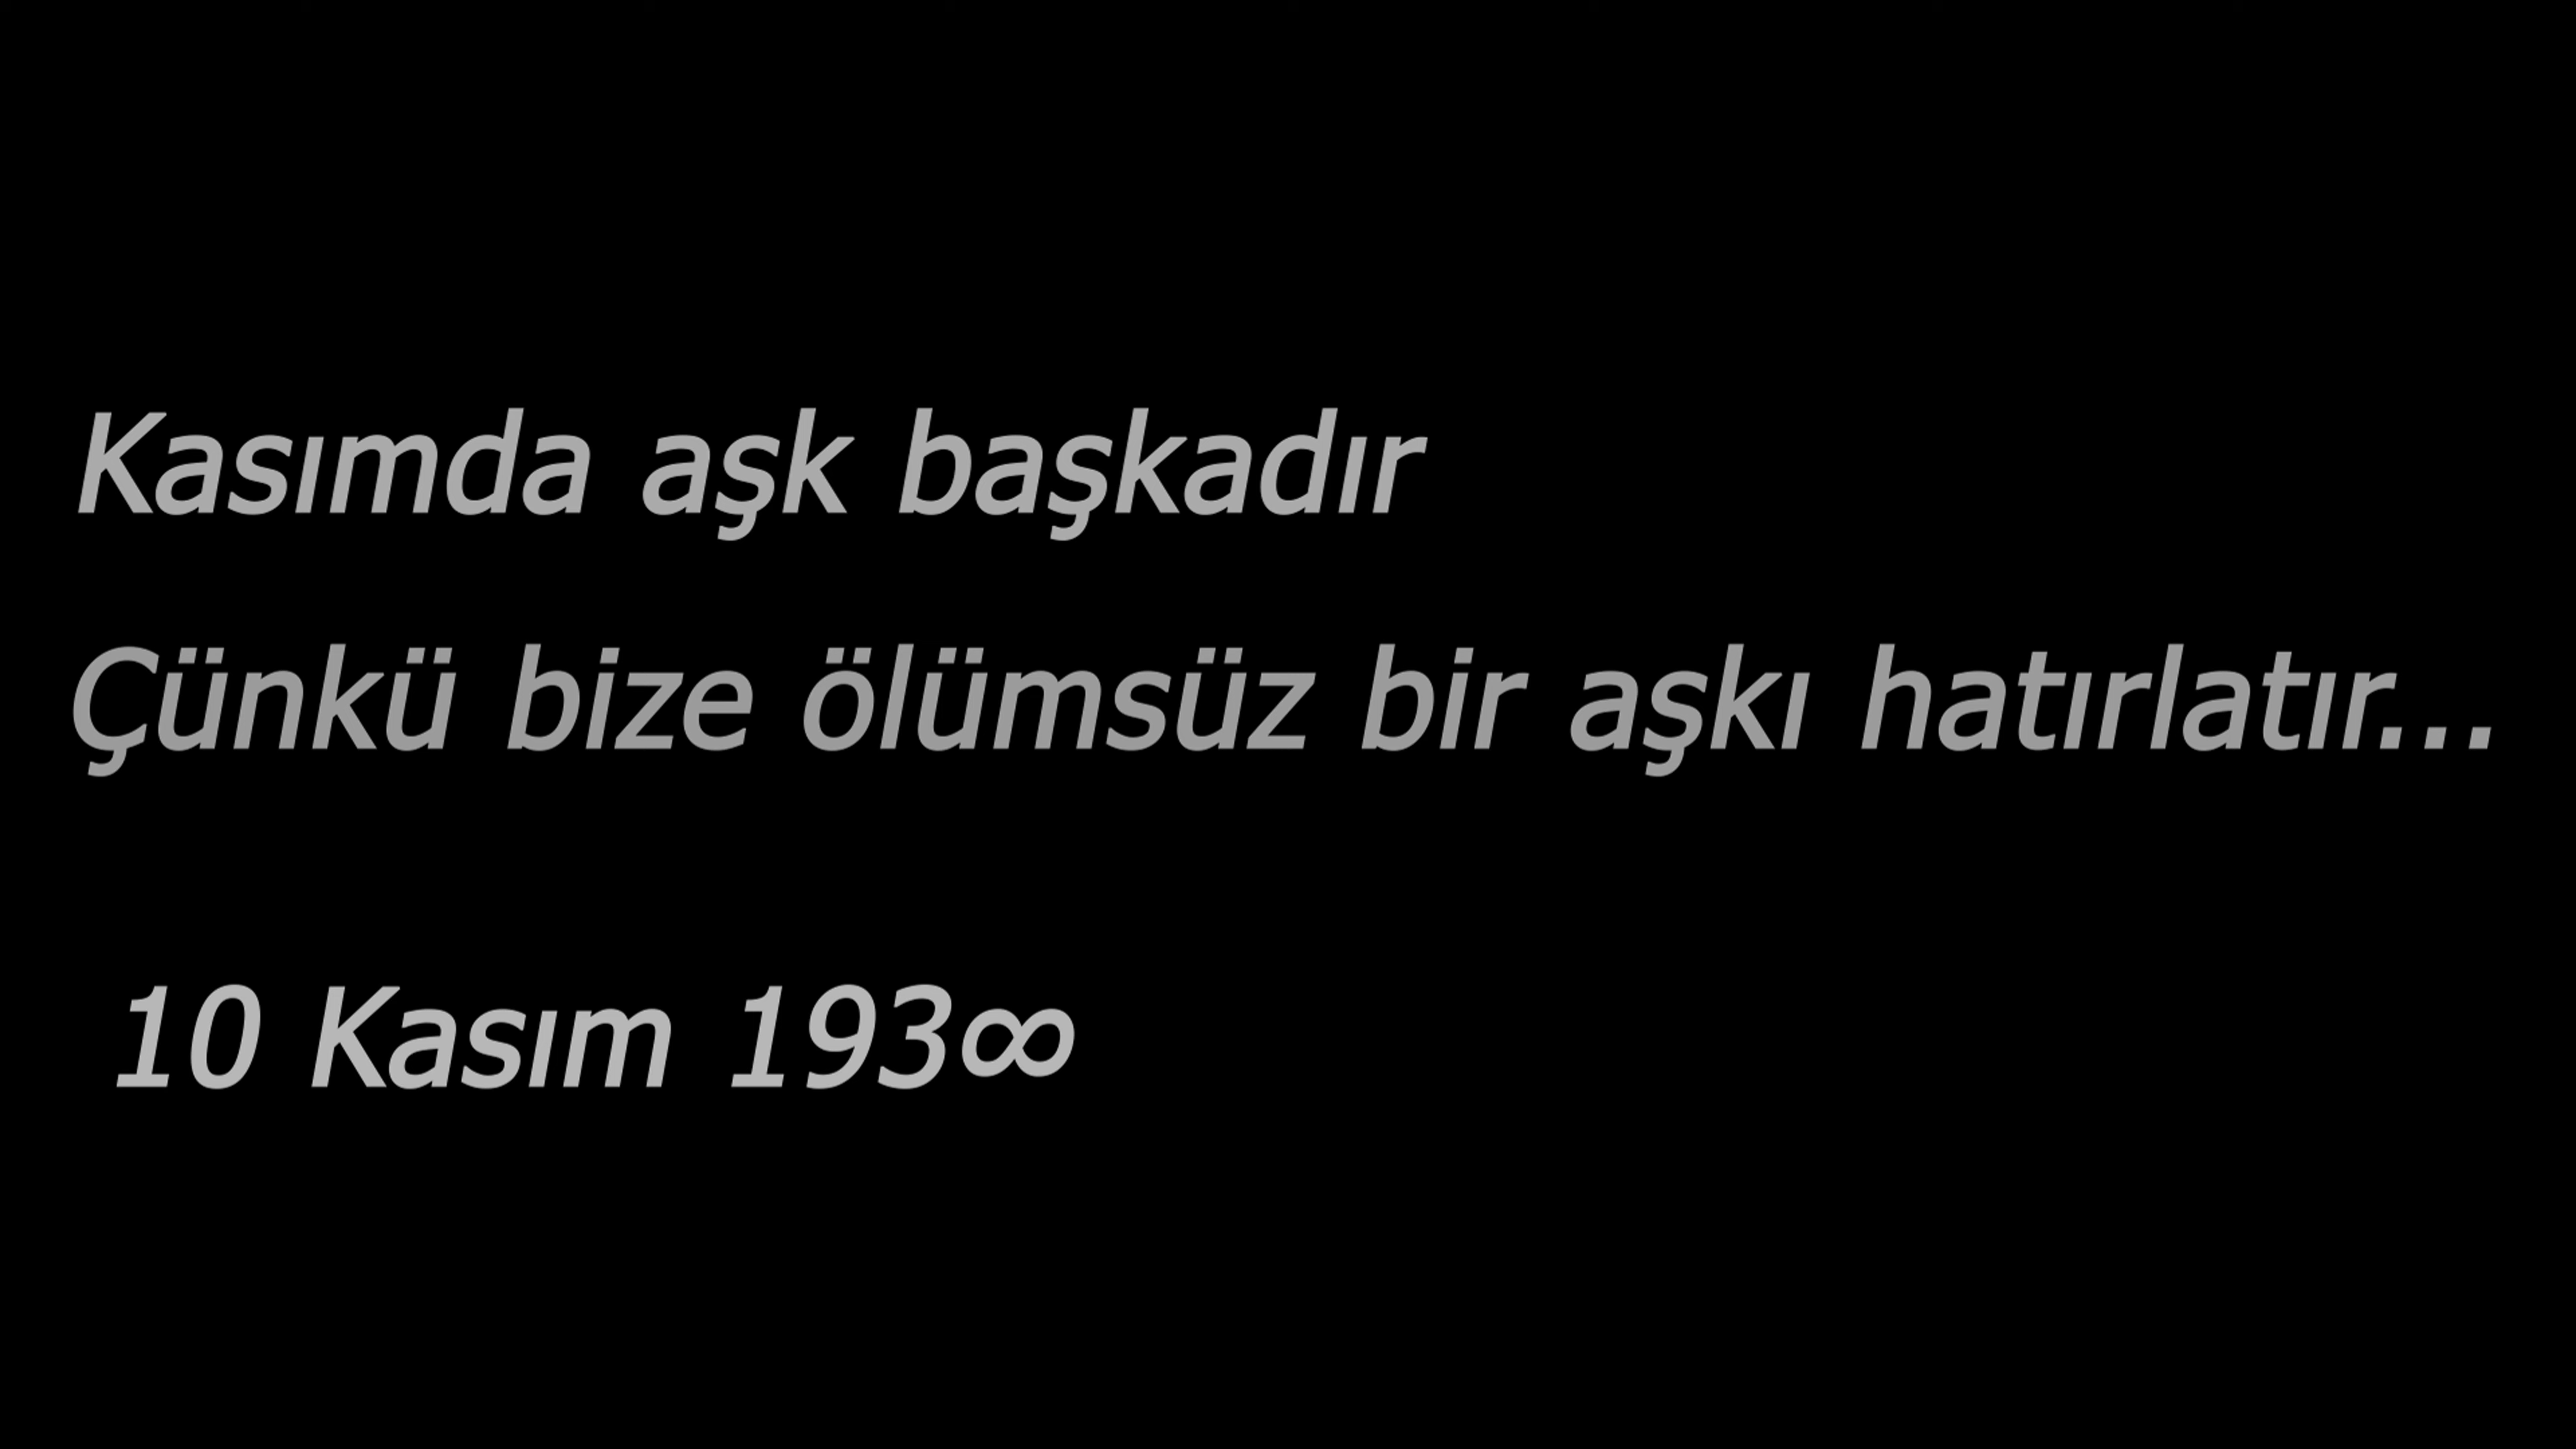 Kasımda aşk başkadır
Çünkü bize ölümsüz bir aşkı hatırlatır...
10 Kasım 193∞